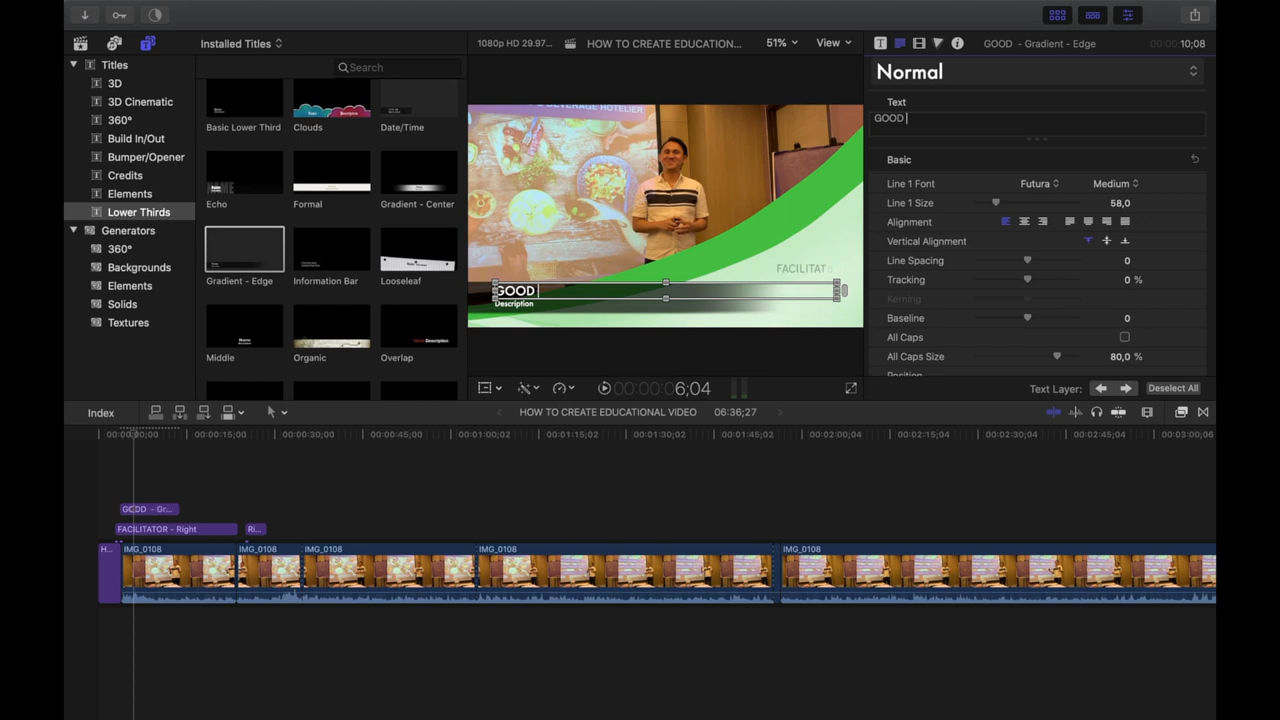 Installed Titles
1080p HD 29.97...
HOW TO CREATE EDUCATION...
51%
View
GOOD - Gradient - Edge
00:00:10;08
Titles
3D
3D Cinematic
360°
Build In/Out
Bumper/Opener
Credits
Elements
Lower Thirds
Generators
360°
Backgrounds
Elements
Solids
Textures
Search
Basic Lower Third
Clouds
Date/Time
NAME
Echo
Formal
Gradient - Center
Gradient - Edge
Information Bar
Looseleaf
Middle
Organic
Overlap
& BEVERAGE HOTELIER
FACILITAT
GOOD
Description
00:00:06;04
Normal
Text
GOOD
Basic
Line 1 Font
Futura
Medium
Line 1 Size
58,0
Alignment
Vertical Alignment
Line Spacing
0
Tracking
0 %
Kerning
Baseline
0
All Caps
All Caps Size
80,0 %
Position
Text Layer:
Deselect All
Index
HOW TO CREATE EDUCATIONAL VIDEO
06:36;27
00:00:00;00
00:00:15;00
00:00:30;00
00:00:45;00
00:01:00;02
00:01:15;02
00:01:30;02
00:01:45;02
00:02:00;04
00:02:15;04
00:02:30;04
00:02:45;04
00:03:00;06
GOOD - Gr...
FACILITATOR - Right
Ri...
H...
IMG_0108
IMG_0108
IMG_0108
IMG_0108
IMG_0108